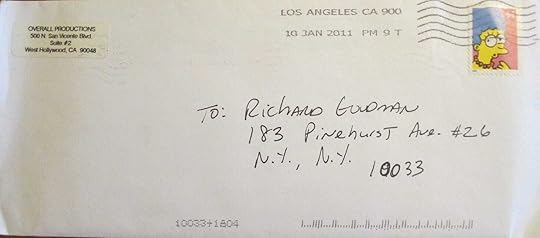 OVERALL PRODUCTIONS
500 N. San Vicente Blvd.
Suite #2
West Hollywood, CA 90048
LOS ANGELES CA 900
10 JAN 2011 PM 9 T
To: Richard Goldman
183 Pinehurst Ave. #26
N.Y., N.Y.
10033
10033+1804